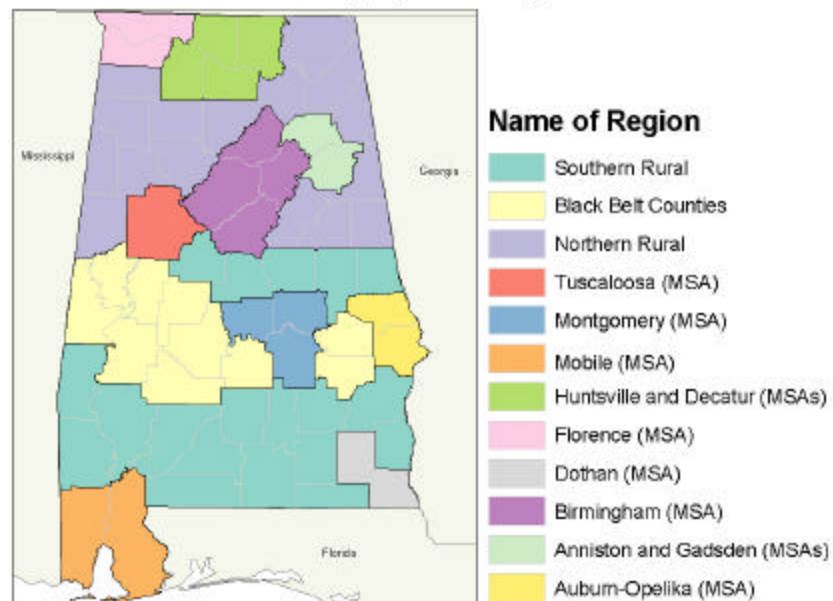 Mississippi
Georgia
Florida
Name of Region
Southern Rural
Black Belt Counties
Northern Rural
Tuscaloosa (MSA)
Montgomery (MSA)
Mobile (MSA)
Huntsville and Decatur (MSAs)
Florence (MSA)
Dothan (MSA)
Birmingham (MSA)
Anniston and Gadsden (MSAs)
Auburn-Opelika (MSA)